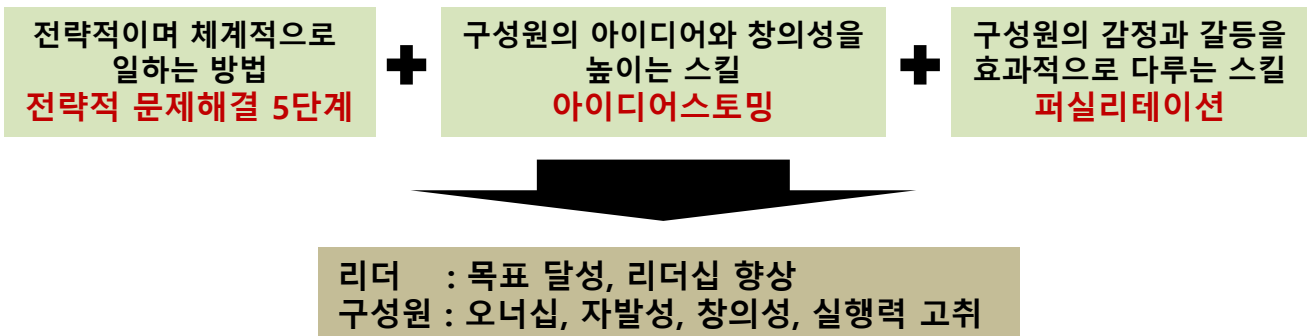 전략적이며 체계적으로
일하는 방법
전략적 문제해결 5단계
구성원의 아이디어와 창의성을
높이는 스킬
아이디어스토밍
구성원의 감정과 갈등을
효과적으로 다루는 스킬
퍼실리테이션
리더 : 목표 달성, 리더십 향상
구성원 : 오너십, 자발성, 창의성, 실행력 고취